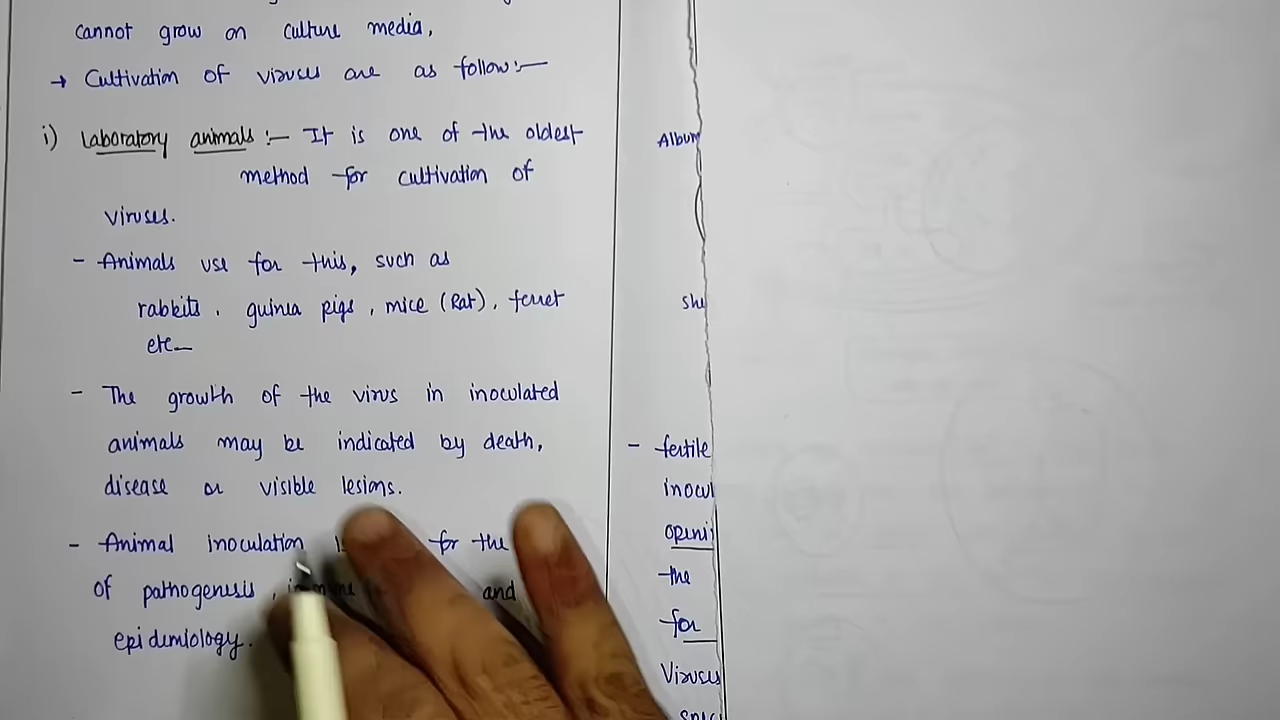 cannot grow on culture media,
→ Cultivation of viruses are as follow:—
i) Laboratory animals :— It is one of the oldest
method for cultivation of
viruses.
- Animals use for this, such as
rabbits, guinea pigs, mice (Rat), ferret
etc—
- The growth of the virus in inoculated
animals may be indicated by death,
disease or visible lesions.
- Animal inoculation for the
of pathogenesis, and
epidemiology.
Album
She
- fertile
inocul
openi
the
for
Viruses